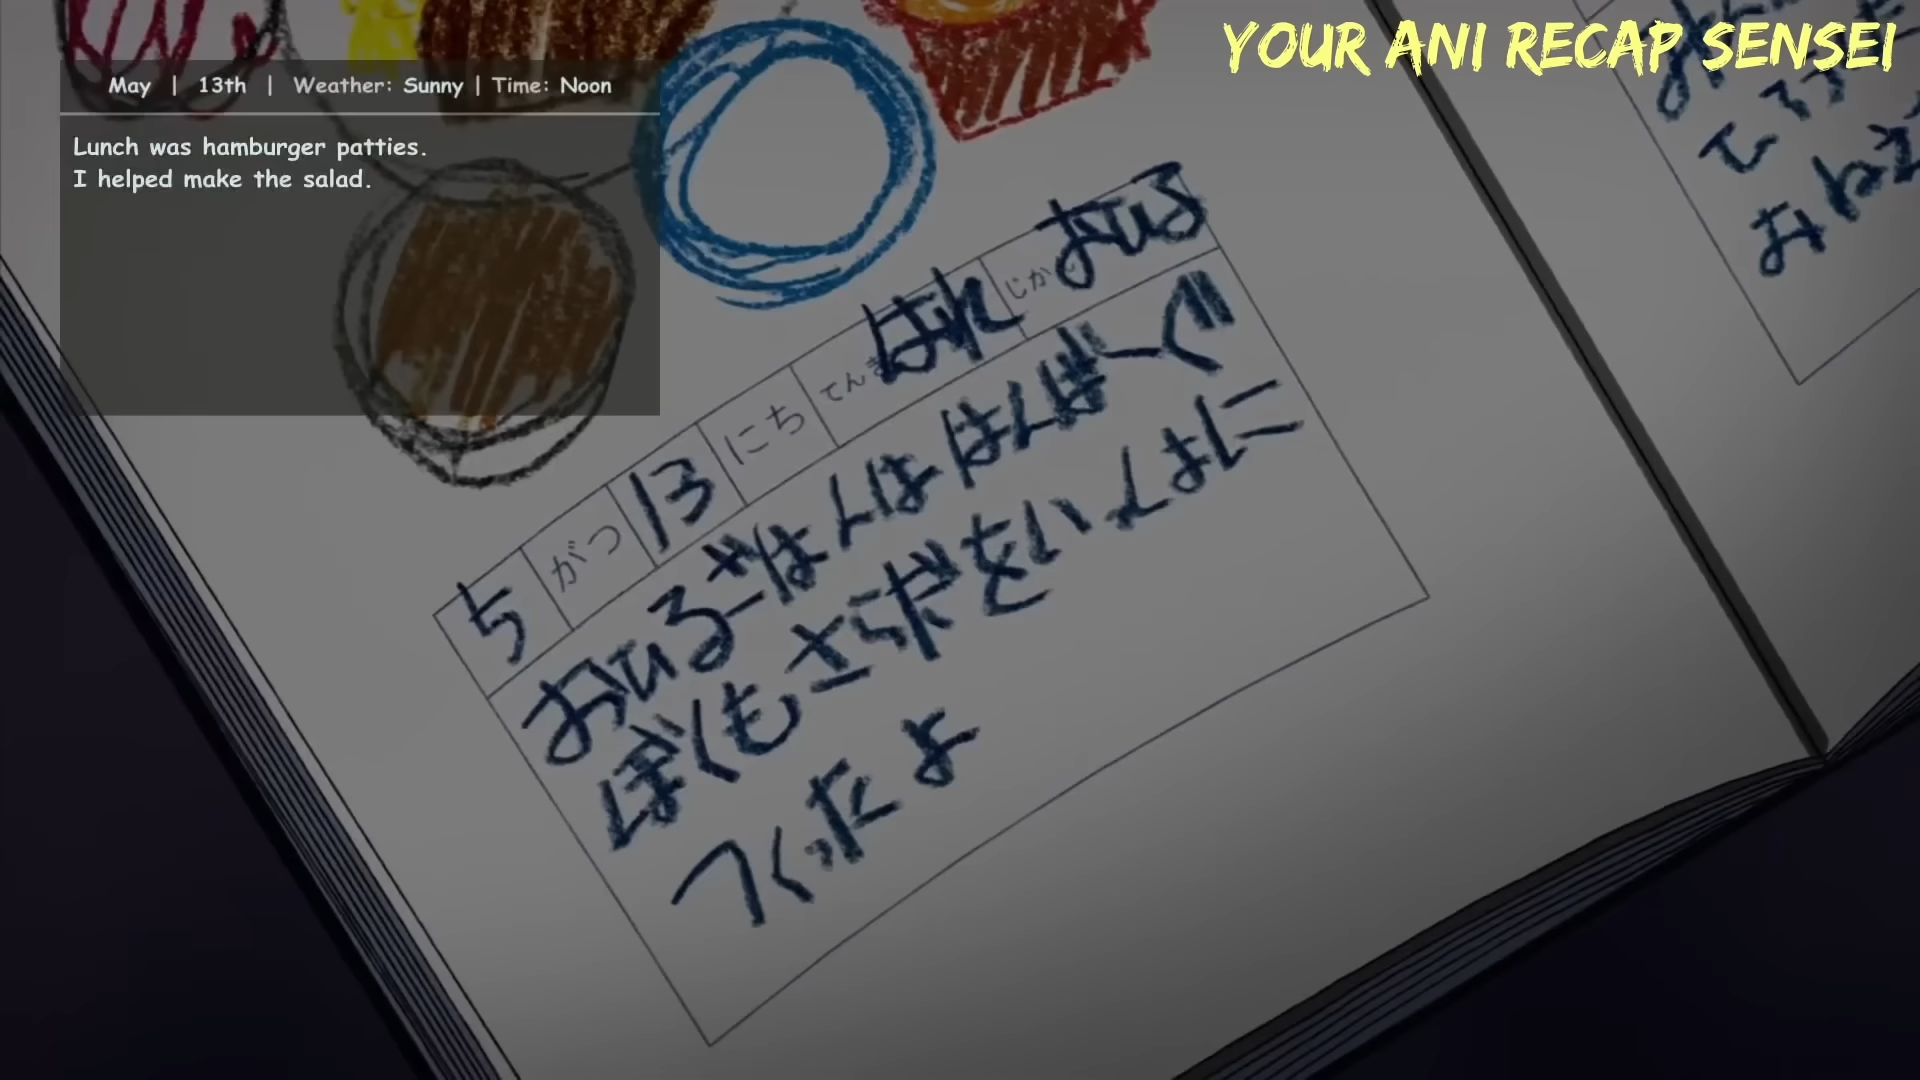 YOUR ANI RECAP SENSEI
May | 13th | Weather: Sunny | Time: Noon
Lunch was hamburger patties.
I helped make the salad.
5 がつ 13 にち てんき はれ じかん おひる
おひるごはんは はんばーぐ
ぼくも さらだを いっしょに
つくったよ